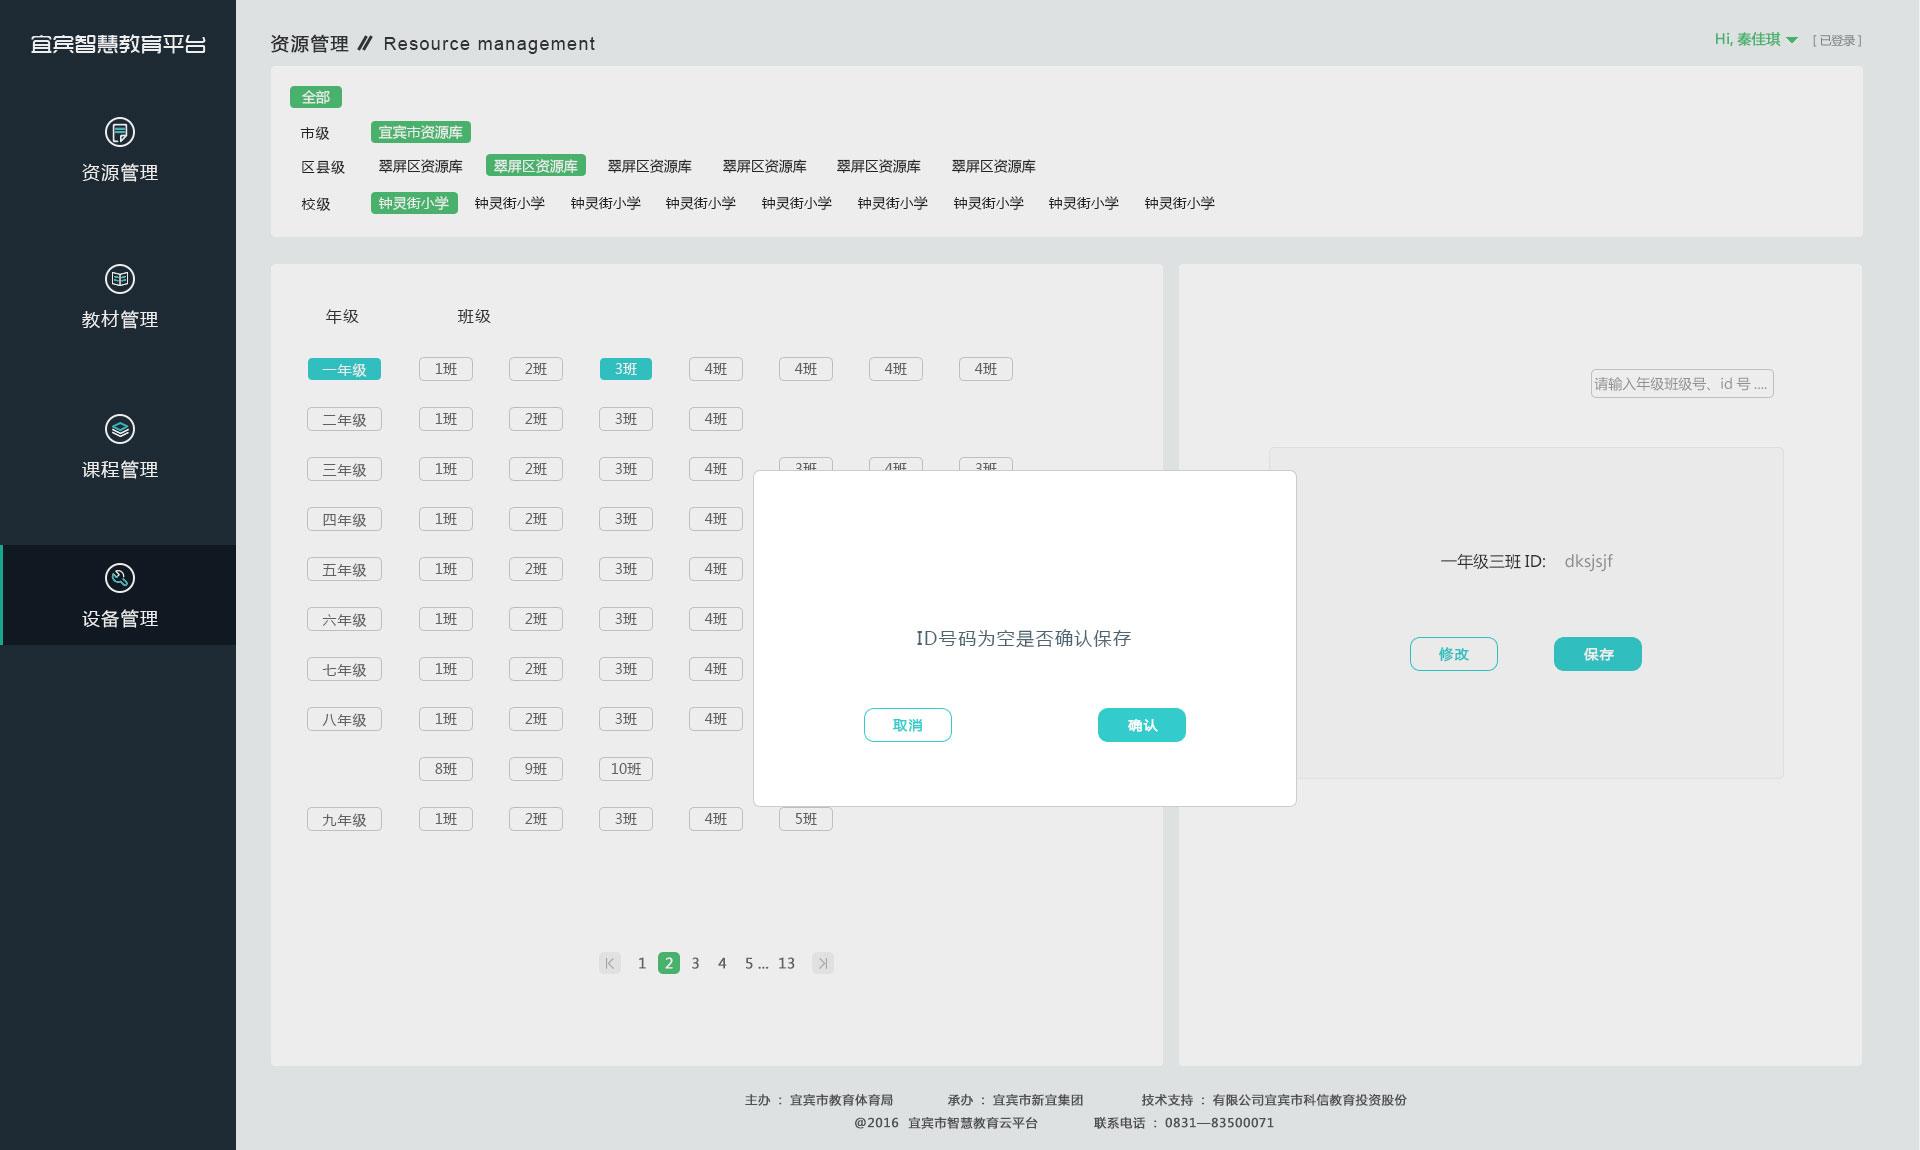 宜宾智慧教育平台
资源管理
教材管理
课程管理
设备管理
资源管理 // Resource management
Hi, 秦佳琪 [ 已登录 ]
全部
市级 宜宾市资源库
区县级 翠屏区资源库 翠屏区资源库 翠屏区资源库 翠屏区资源库 翠屏区资源库 翠屏区资源库
校级 钟灵街小学 钟灵街小学 钟灵街小学 钟灵街小学 钟灵街小学 钟灵街小学 钟灵街小学 钟灵街小学 钟灵街小学
年级 班级
一年级 1班 2班 3班 4班 4班 4班 4班
二年级 1班 2班 3班 4班
三年级 1班 2班 3班 4班 3班 4班 3班
四年级 1班 2班 3班 4班
五年级 1班 2班 3班 4班
六年级 1班 2班 3班 4班
七年级 1班 2班 3班 4班
八年级 1班 2班 3班 4班
8班 9班 10班
九年级 1班 2班 3班 4班 5班
1 2 3 4 5 ... 13
请输入年级班级号、id 号 ....
一年级三班 ID: dksjsjf
修改 保存
ID号码为空是否确认保存
取消 确认
主办 ： 宜宾市教育体育局 承办 ： 宜宾市新宜集团 技术支持 ： 有限公司宜宾市科信教育投资股份
@2016 宜宾市智慧教育云平台 联系电话 ： 0831—83500071